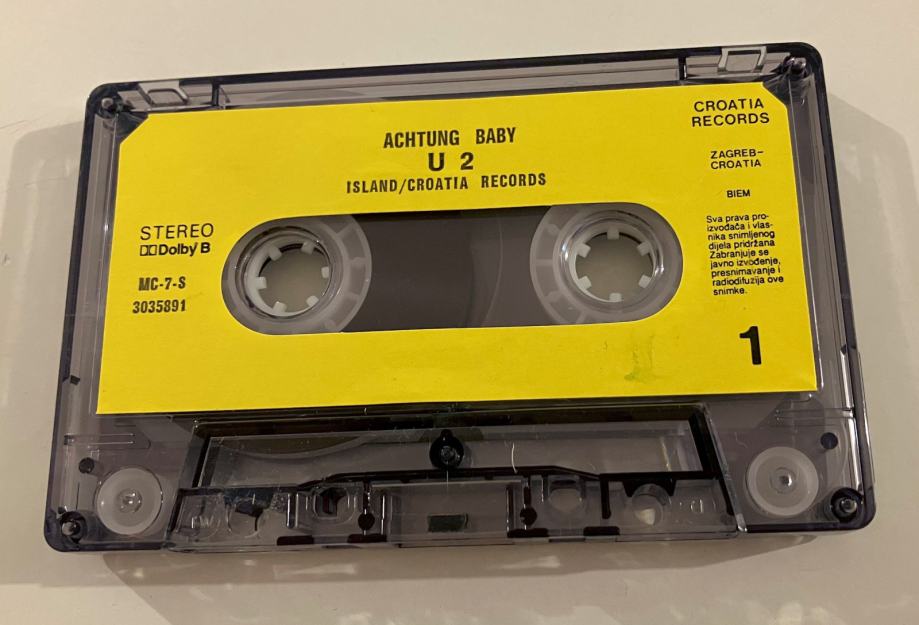 ACHTUNG BABY
U 2
ISLAND/CROATIA RECORDS
CROATIA
RECORDS
ZAGREB-
CROATIA
BIEM
Sva prava pro-
izvođača i vlas-
nika snimljenog
dijela pridržana
Zabranjuje se
javno izvođenje,
presnimavanje i
radiodifuzija ove
snimke.
STEREO
Dolby B
MC-7-S
3035891
1